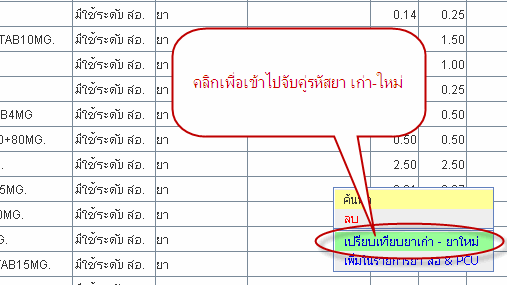 มีใช้ระดับ สอ. ยา 0.14 0.25
TAB10MG. มีใช้ระดับ สอ. ยา 1.50
มีใช้ระดับ สอ. ยา 1.00
มีใช้ระดับ สอ. ยา 0.25
B4MG มีใช้ระดับ สอ. ยา 0.50
0+80MG. มีใช้ระดับ สอ. ยา 0.50 0.50
มีใช้ระดับ สอ. ยา 2.50 2.50
5MG. มีใช้ระดับ สอ. ยา
0MG. มีใช้ระดับ สอ. ยา
G. มีใช้ระดับ สอ. ยา
TAB15MG. มีใช้ระดับ สอ. ยา
คลิกเพื่อเข้าไปจับคู่รหัสยา เก่า-ใหม่
ค้นหา
ลบ
เปรียบเทียบยาเก่า - ยาใหม่
เพิ่มในรายการยา สอ & PCU